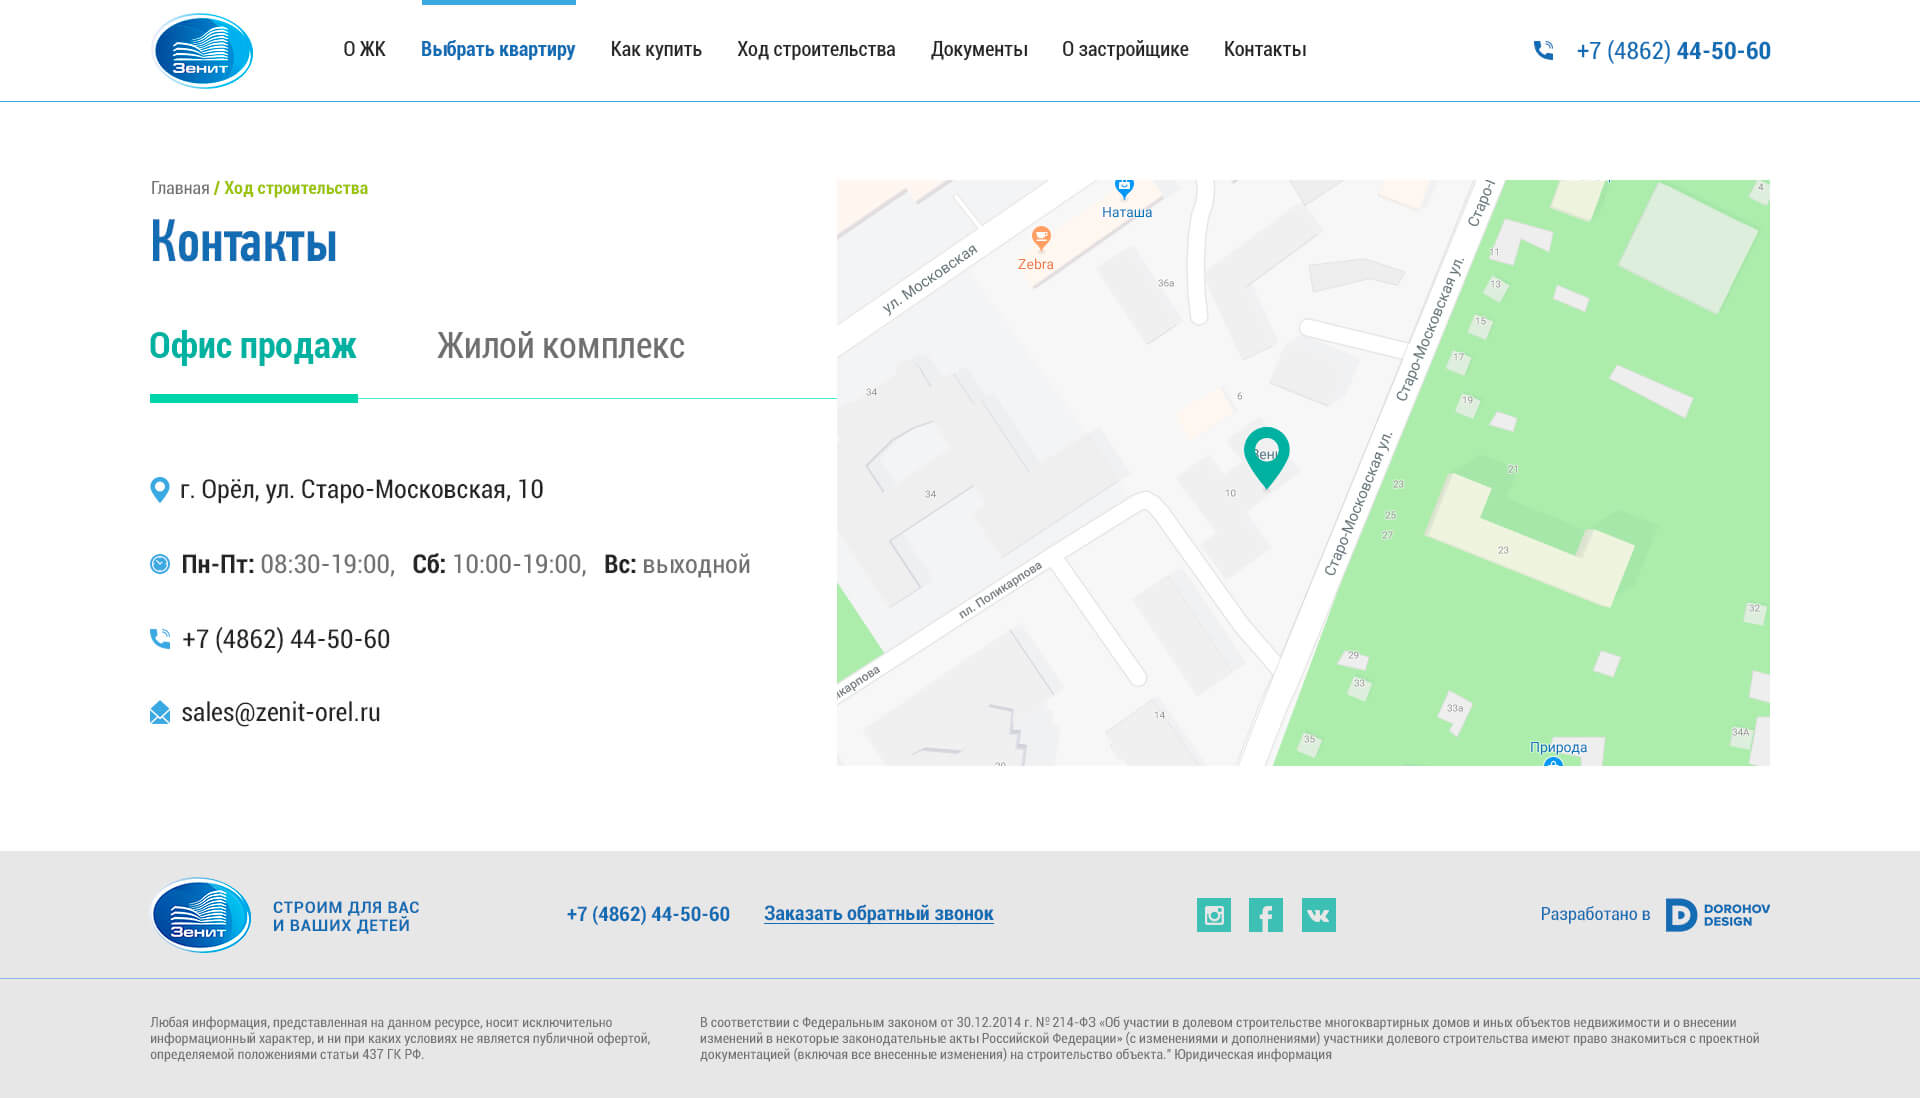 Зенит
О ЖК
Выбрать квартиру
Как купить
Ход строительства
Документы
О застройщике
Контакты
+7 (4862) 44-50-60
Главная / Ход строительства
Контакты
Офис продаж
Жилой комплекс
г. Орёл, ул. Старо-Московская, 10
Пн-Пт: 08:30-19:00, Сб: 10:00-19:00, Вс: выходной
+7 (4862) 44-50-60
sales@zenit-orel.ru
Наташа
Zebra
ул. Московская
Старо-Московская ул.
Старо-Московская ул.
пл. Поликарпова
Природа
4
11
13
15
17
19
21
23
25
27
23
29
33
33а
35
32
34А
36а
6
10
34
34
14
Зенит
СТРОИМ ДЛЯ ВАС
И ВАШИХ ДЕТЕЙ
+7 (4862) 44-50-60
Заказать обратный звонок
Разработано в
DOROHOV
DESIGN
Любая информация, представленная на данном ресурсе, носит исключительно
информационный характер, и ни при каких условиях не является публичной офертой,
определяемой положениями статьи 437 ГК РФ.
В соответствии с Федеральным законом от 30.12.2014 г. № 214-ФЗ «Об участии в долевом строительстве многоквартирных домов и иных объектов недвижимости и о внесении
изменений в некоторые законодательные акты Российской Федерации» (с изменениями и дополнениями) участники долевого строительства имеют право знакомиться с проектной
документацией (включая все внесенные изменения) на строительство объекта.” Юридическая информация